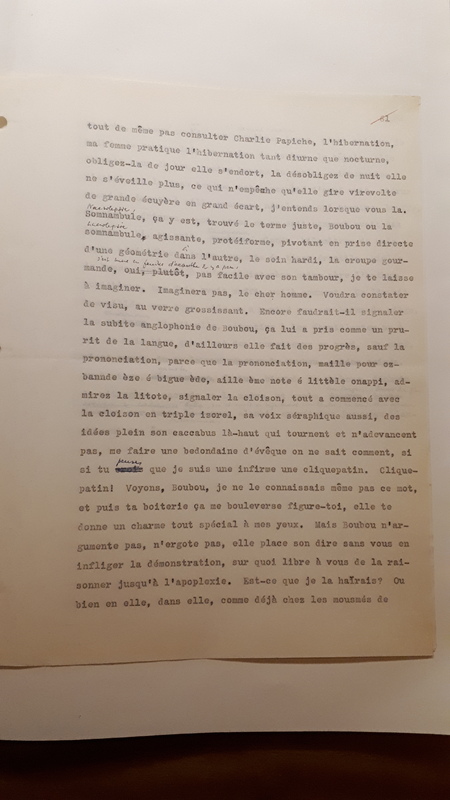 21
tout de même pas consulter Charlie Papiche, l'hibernation,
ma femme pratique l'hibernation tant diurne que nocturne,
obligez-la de jour elle s'endort, la désobligez de nuit elle
ne s'éveille plus, ce qui n'empêche qu'elle gire virevolte
de grande écuyère en grand écart, j'entends lorsque vous la.
Narcolepsie,
Somnambule, ça y est, trouvé le terme juste, Boubou ou la
somnambule, agissante, protéiforme, pivotant en prise directe
d'une géométrie dans l'autre, le sein hardi, la croupe gour-
mande, oui, plutôt, pas facile avec son tambour, je te laisse
à imaginer. Imaginera pas, le cher homme. Voudra constater
de visu, au verre grossissant. Encore faudrait-il signaler
la subite anglophonie de Boubou, ça lui a pris comme un pru-
rit de la langue, d'ailleurs elle fait des progrès, sauf la
prononciation, parce que la prononciation, maille pour osz-
bannde èze é bigue ède, aille èze note é littèle onappi, ad-
mirez la litote, signaler la cloison, tout a commencé avec
la cloison en triple isorel, sa voix séraphique aussi, des
idées plein son caccabus là-haut qui tournent et n'adevancent
pas, me faire une bedondaine d'évêque on ne sait comment, si
si tu penses que je suis une infirme une cliquepatin. Clique-
patin! Voyons, Boubou, je ne le connaissais même pas ce mot,
et puis ta boiterie ça me bouleverse figure-toi, elle te
donne un charme tout spécial à mes yeux. Mais Boubou n'ar-
gumente pas, n'ergote pas, elle place son dire sans vous en
infliger la démonstration, sur quoi libre à vous de la rai-
sonner jusqu'à l'apoplexie. Est-ce que je la haïrais? Ou
bien en elle, dans elle, comme déjà chez les mousmés de